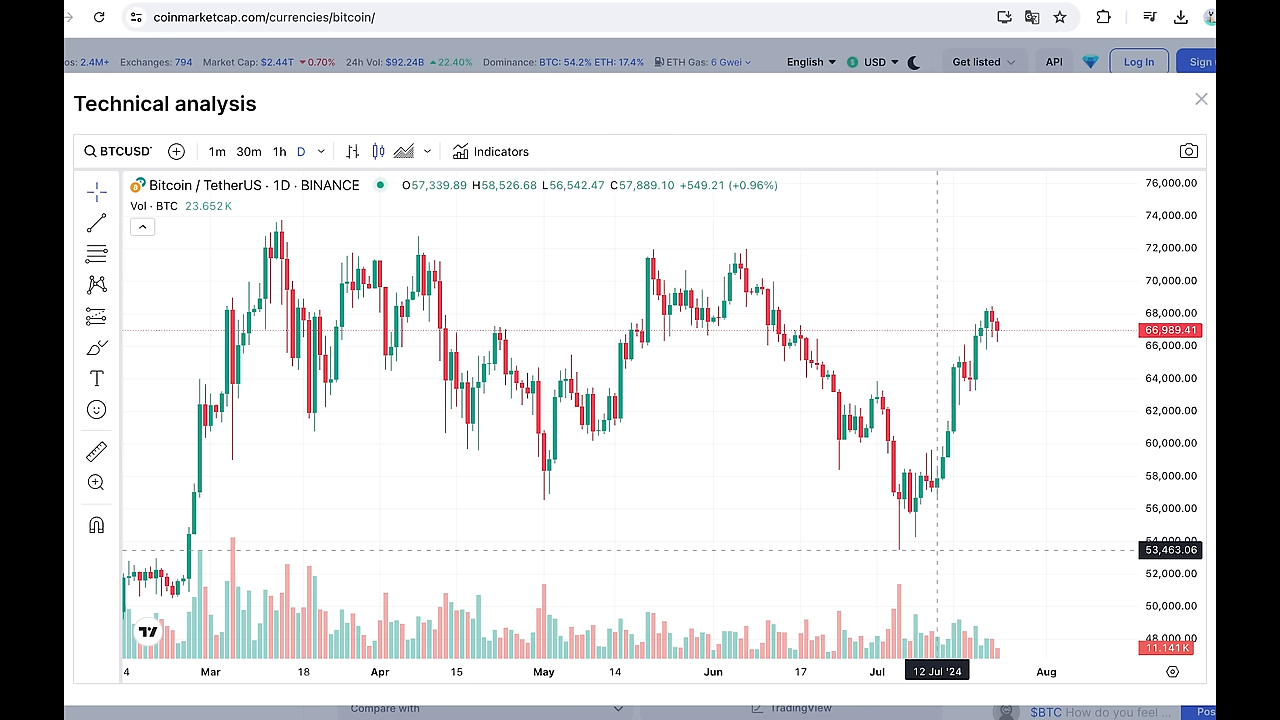 coinmarketcap.com/currencies/bitcoin/
os: 2.4M+ Exchanges: 794 Market Cap: $2.44T 0.70% 24h Vol: $92.24B 22.40% Dominance: BTC: 54.2% ETH: 17.4% ETH Gas: 6 Gwei English USD Get listed API Log In Sign
Technical analysis
BTCUSD 1m 30m 1h D Indicators
Bitcoin / TetherUS · 1D · BINANCE O57,339.89 H58,526.68 L56,542.47 C57,889.10 +549.21 (+0.96%)
Vol · BTC 23.652K
76,000.00
74,000.00
72,000.00
70,000.00
68,000.00
66,989.41
66,000.00
64,000.00
62,000.00
60,000.00
58,000.00
56,000.00
54,000.00
53,463.06
52,000.00
50,000.00
48,000.00
11.141K
4 Mar 18 Apr 15 May 14 Jun 17 Jul 12 Jul '24 Aug
Compare with TradingView $BTC How do you feel ... Pos